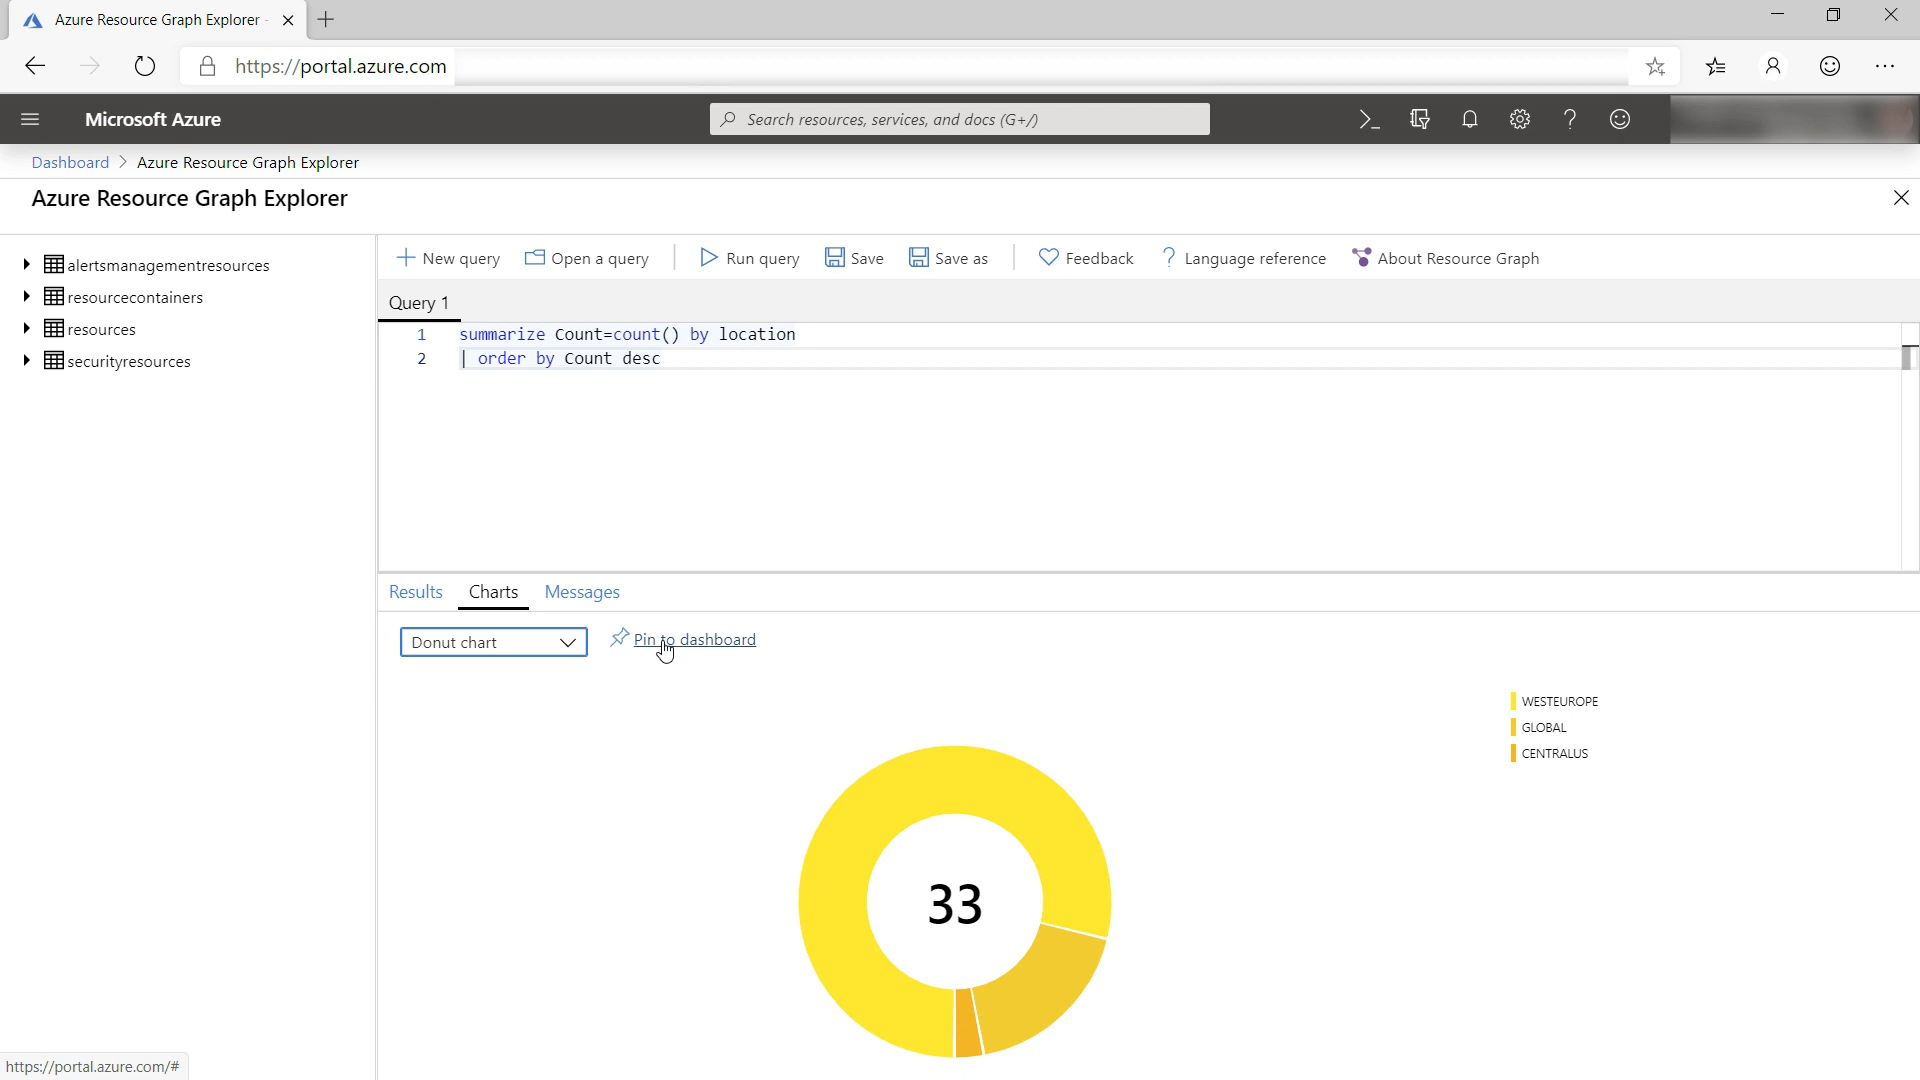 Azure Resource Graph Explorer -
https://portal.azure.com
Microsoft Azure
Search resources, services, and docs (G+/)
Dashboard > Azure Resource Graph Explorer
Azure Resource Graph Explorer
alertsmanagementresources
resourcecontainers
resources
securityresources
New query Open a query Run query Save Save as Feedback Language reference About Resource Graph
Query 1
1 summarize Count=count() by location
2 | order by Count desc
Results Charts Messages
Donut chart Pin to dashboard
WESTEUROPE
GLOBAL
CENTRALUS
33
https://portal.azure.com/#